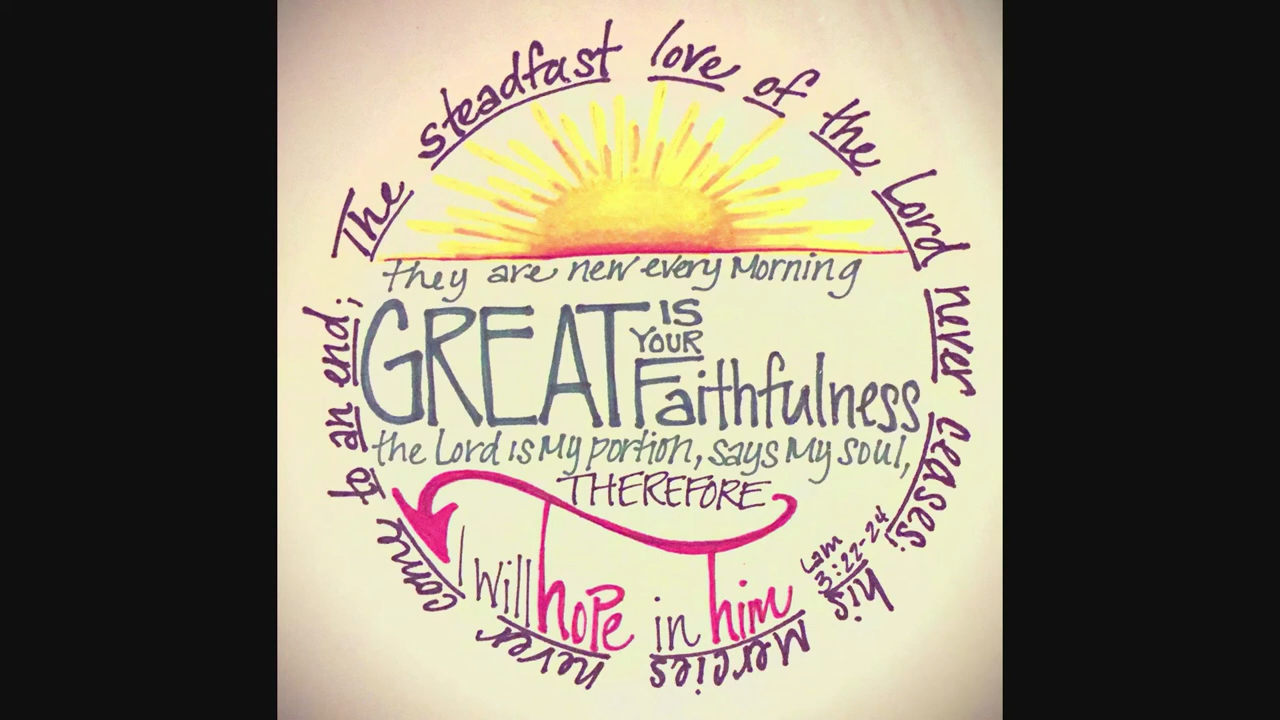 The steadfast love of the Lord never ceases; his Mercies never come to an end;
they are new every Morning
GREAT IS YOUR Faithfulness
the Lord is My portion, says My soul,
THEREFORE
I will hope in him
Lam 3:22-24